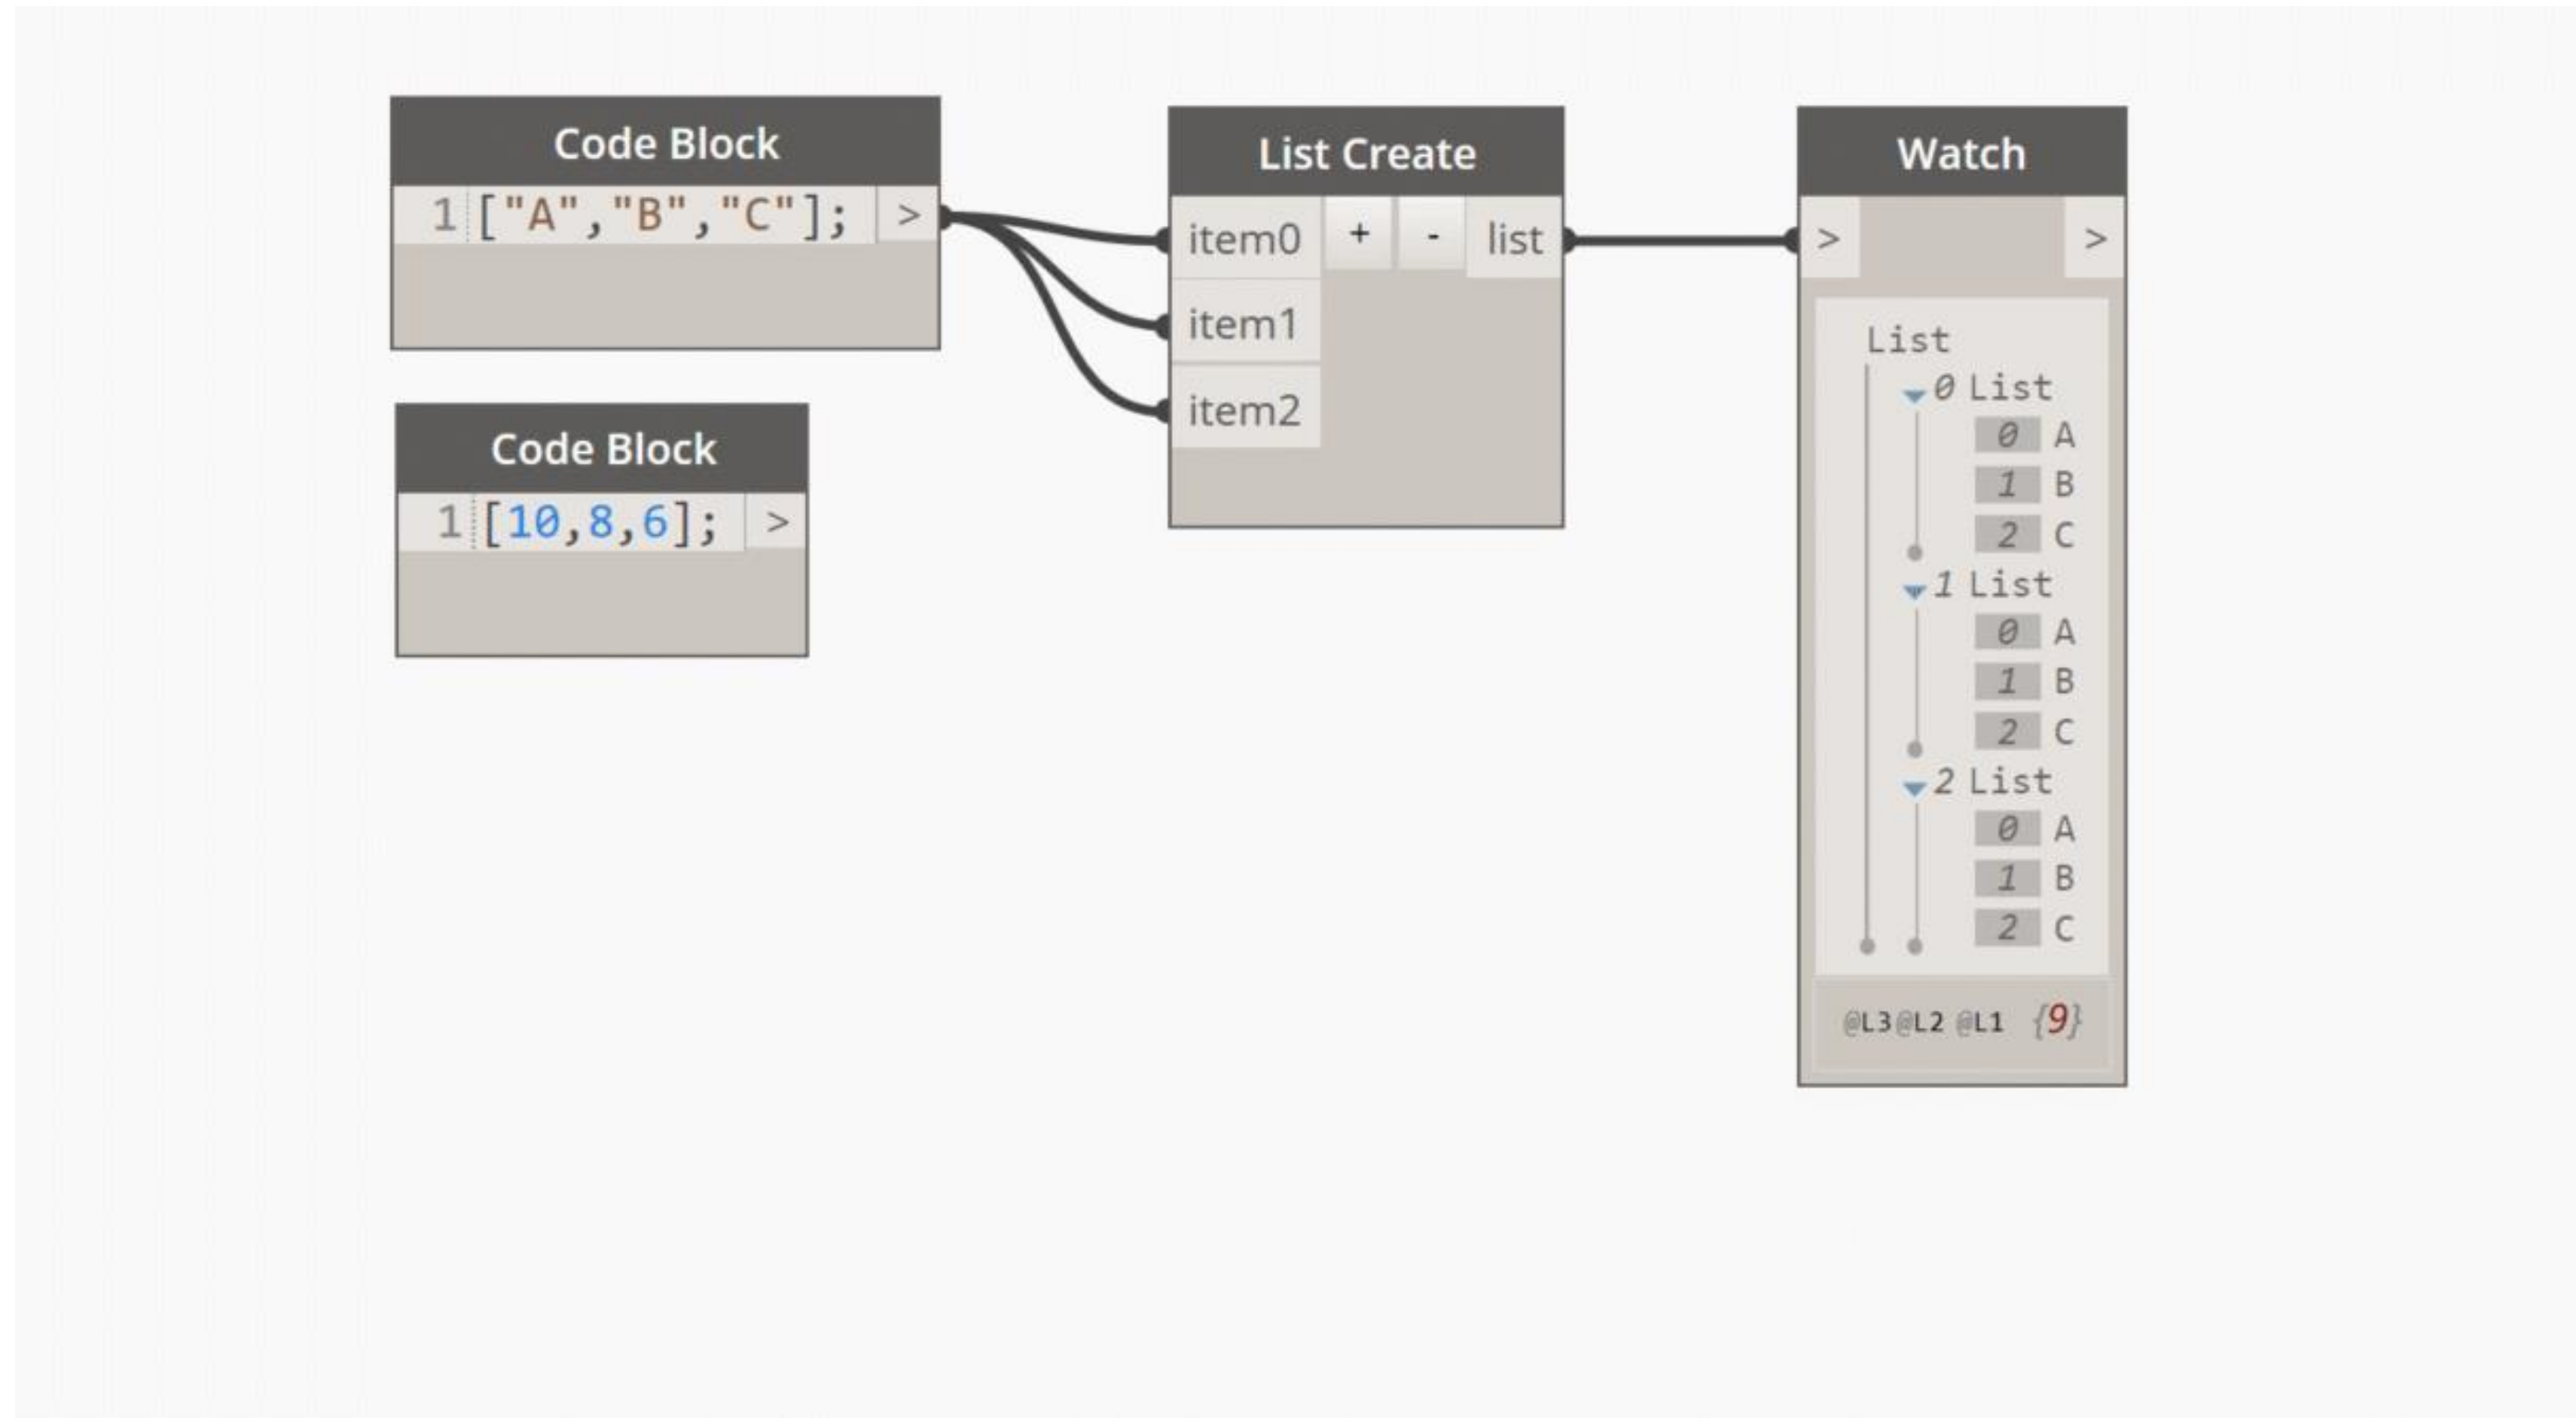 Code Block
1 ["A","B","C"]; >
Code Block
1 [10,8,6]; >
List Create
item0 + - list
item1
item2
Watch
> >
List
0 List
0 A
1 B
2 C
1 List
0 A
1 B
2 C
2 List
0 A
1 B
2 C
@L3 @L2 @L1 {9}